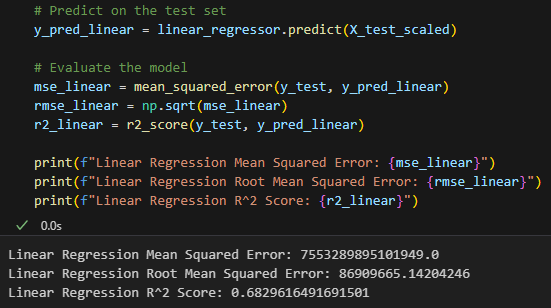 # Predict on the test set
y_pred_linear = linear_regressor.predict(X_test_scaled)
# Evaluate the model
mse_linear = mean_squared_error(y_test, y_pred_linear)
rmse_linear = np.sqrt(mse_linear)
r2_linear = r2_score(y_test, y_pred_linear)
print(f"Linear Regression Mean Squared Error: {mse_linear}")
print(f"Linear Regression Root Mean Squared Error: {rmse_linear}")
print(f"Linear Regression R^2 Score: {r2_linear}")
✓ 0.0s
Linear Regression Mean Squared Error: 7553289895101949.0
Linear Regression Root Mean Squared Error: 86909665.14204246
Linear Regression R^2 Score: 0.6829616491691501